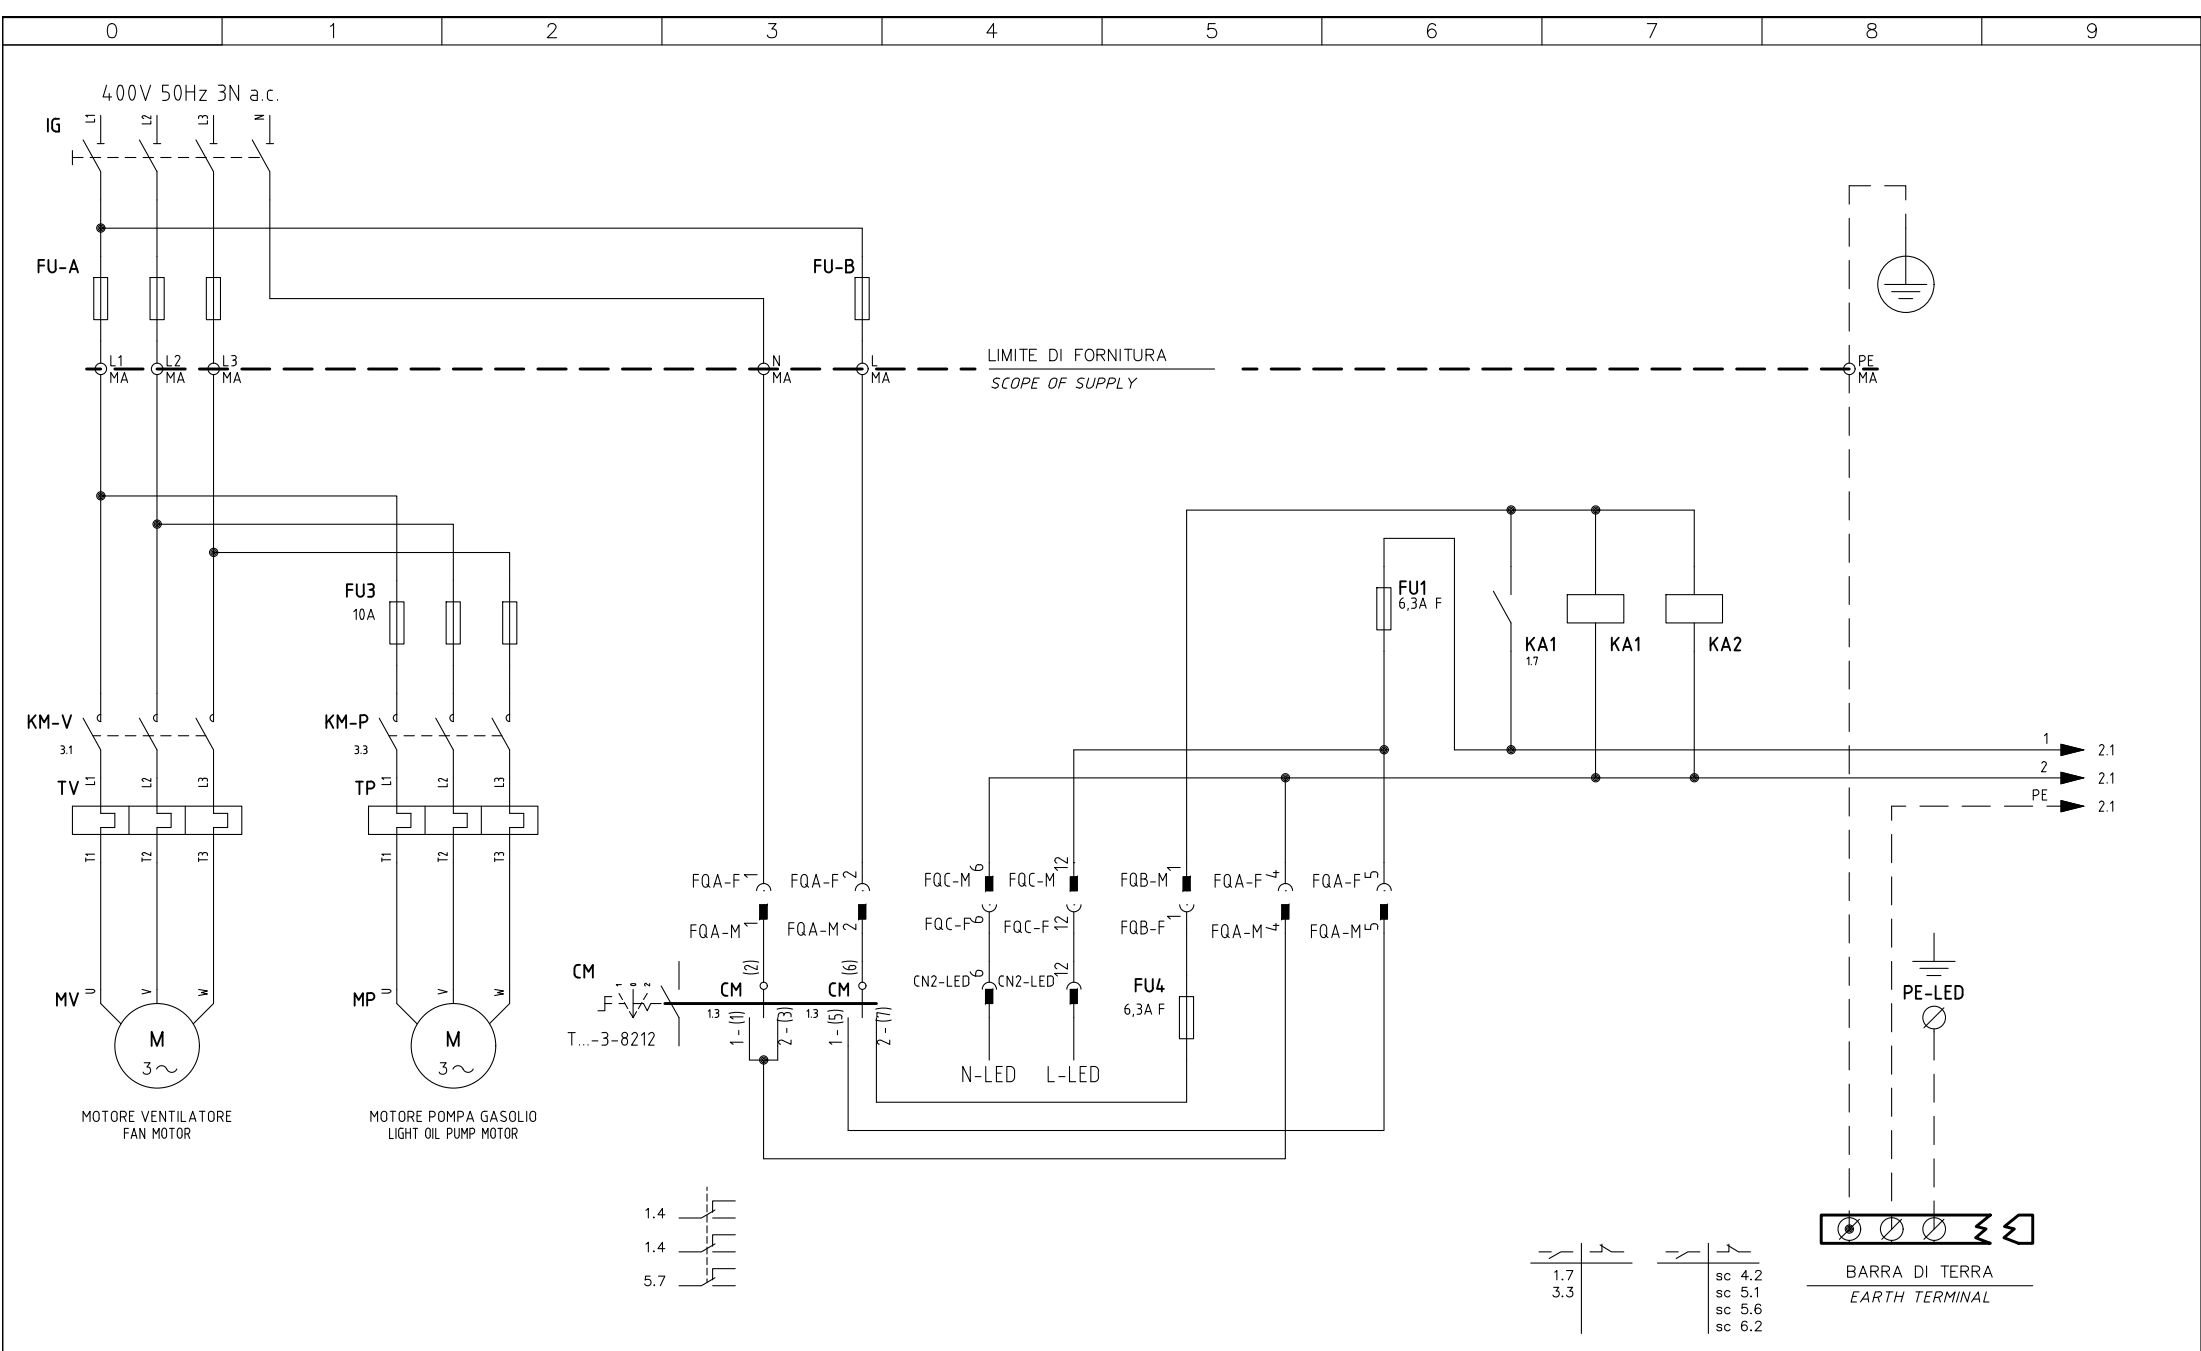 0 1 2 3 4 5 6 7 8 9
400V 50Hz 3N a.c.
IG L1 L2 L3 N
FU-A FU-B
L1 L2 L3 N L PE
MA MA MA MA MA MA
LIMITE DI FORNITURA
SCOPE OF SUPPLY
FU3
10A
FU1
6,3A F
KA1 KA1 KA2
1.7
KM-V KM-P
3.1 3.3
1 2.1
2 2.1
PE 2.1
TV L1 L2 L3 TP L1 L2 L3
T1 T2 T3 T1 T2 T3
FQA-F 1 FQA-F 2 FQC-M 6 FQC-M 12 FQB-M 1 FQA-F 4 FQA-F 5
FQA-M 1 FQA-M 2 FQC-F 6 FQC-F 12 FQB-F 1 FQA-M 4 FQA-M 5
CM 1 0 2 (2) (6) CN2-LED 6 CN2-LED 12
MV U V W MP U V W
CM CM FU4 PE-LED
1.3 1.3 6,3A F
1-(1) 2-(3) 1-(5) 2-(7)
T...-3-8212
M M
3~ 3~
N-LED L-LED
MOTORE VENTILATORE
FAN MOTOR
MOTORE POMPA GASOLIO
LIGHT OIL PUMP MOTOR
1.4
1.4
5.7
1.7
3.3
sc 4.2
sc 5.1
sc 5.6
sc 6.2
BARRA DI TERRA
EARTH TERMINAL